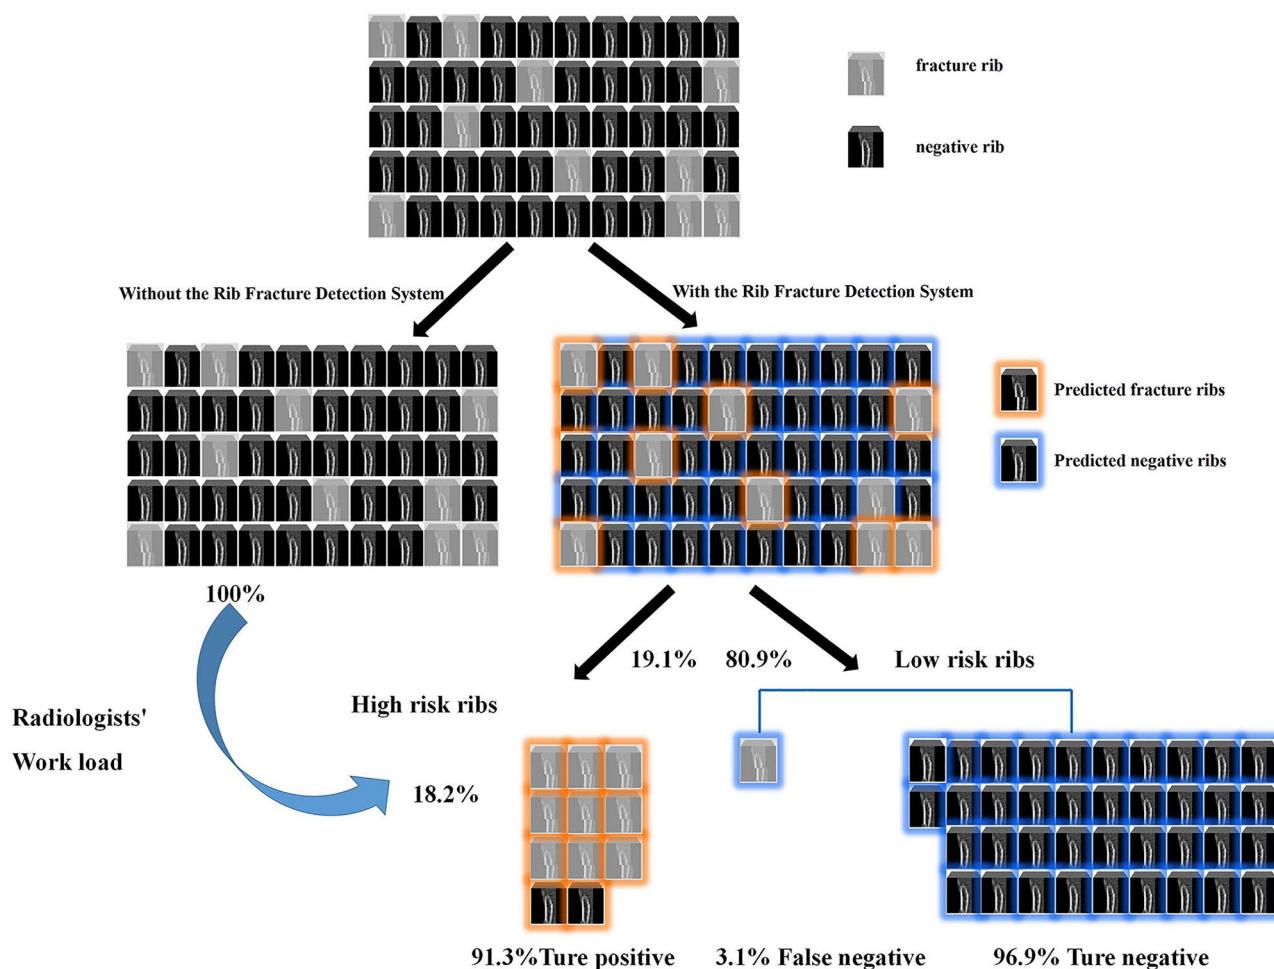 fracture rib
negative rib
Without the Rib Fracture Detection System
With the Rib Fracture Detection System
Predicted fracture ribs
Predicted negative ribs
100%
19.1%
80.9%
Low risk ribs
High risk ribs
Radiologists'
Work load
18.2%
91.3%Ture positive
3.1% False negative
96.9% Ture negative